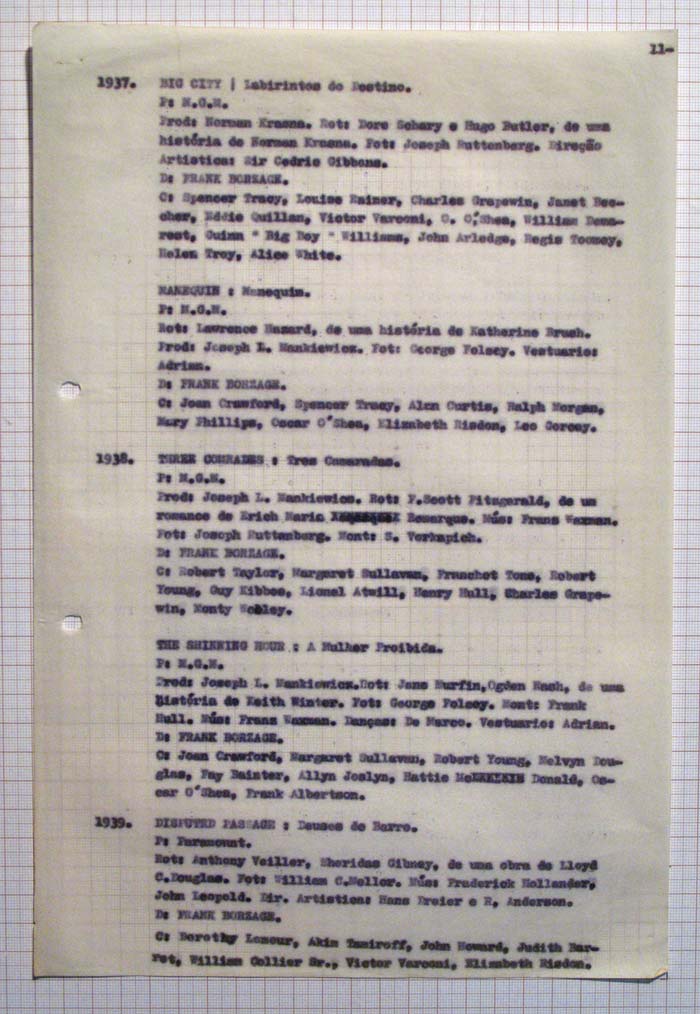 11-
1937. BIG CITY | Labirintos do Destino.
P: M.G.M.
Prod: Norman Krasna. Rot: Dore Schary e Hugo Butler, de uma
história de Norman Krasna. Fot: Joseph Ruttenberg. Direção
Artistica: Sir Cedric Gibbons.
D: FRANK BORZAGE.
C: Spencer Tracy, Louise Rainer, Charles Grapewin, Janet Bee-
cher, Eddie Quillan, Victor Varconi, O. O'Shea, William Dema-
rest, Guinn " Big Boy " Williams, John Arledge, Regis Toomey,
Helen Troy, Alice White.
MANEQUIN : Manequin.
P: M.G.M.
Rot: Lawrence Hazard, de uma história de Katharine Brush.
Prod: Joseph L. Mankiewicz. Fot: George Folsey. Vestuario:
Adrian.
D: FRANK BORZAGE.
C: Joan Crawford, Spencer Tracy, Alan Curtis, Ralph Morgan,
Mary Phillips, Oscar O'Shea, Elizabeth Risdon, Leo Gorcey.
1938. THREE COMRADES : Tres Camaradas.
P: M.G.M.
Prod: Joseph L. Mankiewicz. Rot: F.Scott Fitzgerald, de um
romance de Erich Maria Remarque. Mús: Franz Waxman.
Fot: Joseph Ruttenberg. Mont: S. Vorkapich.
D: FRANK BORZAGE.
C: Robert Taylor, Margaret Sullavan, Franchot Tone, Robert
Young, Guy Kibbee, Lionel Atwill, Henry Hull, Charles Grape-
win, Monty Wolley.
THE SHINNING HOUR : A Mulher Proibida.
P: M.G.M.
Prod: Joseph L. Mankiewicz.Rot: Jane Murfin,Ogden Nash, de uma
história de Keith Winter. Fot: George Folsey. Mont: Frank
Hull. Mús: Franz Waxman. Danças: De Marco. Vestuario: Adrian.
D: FRANK BORZAGE.
C: Joan Crawford, Margaret Sullavan, Robert Young, Melvyn Dou-
glas, Fay Bainter, Allyn Joslyn, Hattie Mc Donald, Os-
car O'Shea, Frank Albertson.
1939. DISPUTED PASSAGE : Deuses de Barro.
P: Paramount.
Rot: Anthony Veiller, Sheridas Gibney, de uma obra de Lloyd
C.Douglas. Fot: William C.Mellor. Mús: Frederick Hollander,
John Leopold. Dir. Artistica: Hans Dreier e R. Anderson.
D: FRANK BORZAGE.
C: Dorothy Lamour, Akim Tamiroff, John Howard, Judith Bar-
ret, William Collier Sr., Victor Varconi, Elizabeth Risdon.